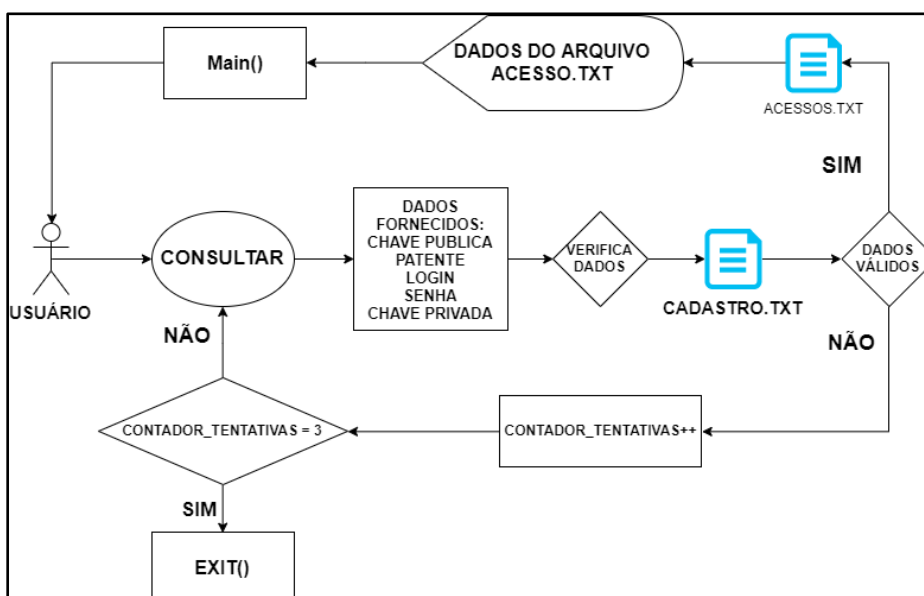 Main()
DADOS DO ARQUIVO
ACESSO.TXT
ACESSOS.TXT
SIM
USUÁRIO
CONSULTAR
DADOS
FORNECIDOS:
CHAVE PUBLICA
PATENTE
LOGIN
SENHA
CHAVE PRIVADA
VERIFICA
DADOS
CADASTRO.TXT
DADOS
VÁLIDOS
NÃO
NÃO
CONTADOR_TENTATIVAS = 3
CONTADOR_TENTATIVAS++
SIM
EXIT()